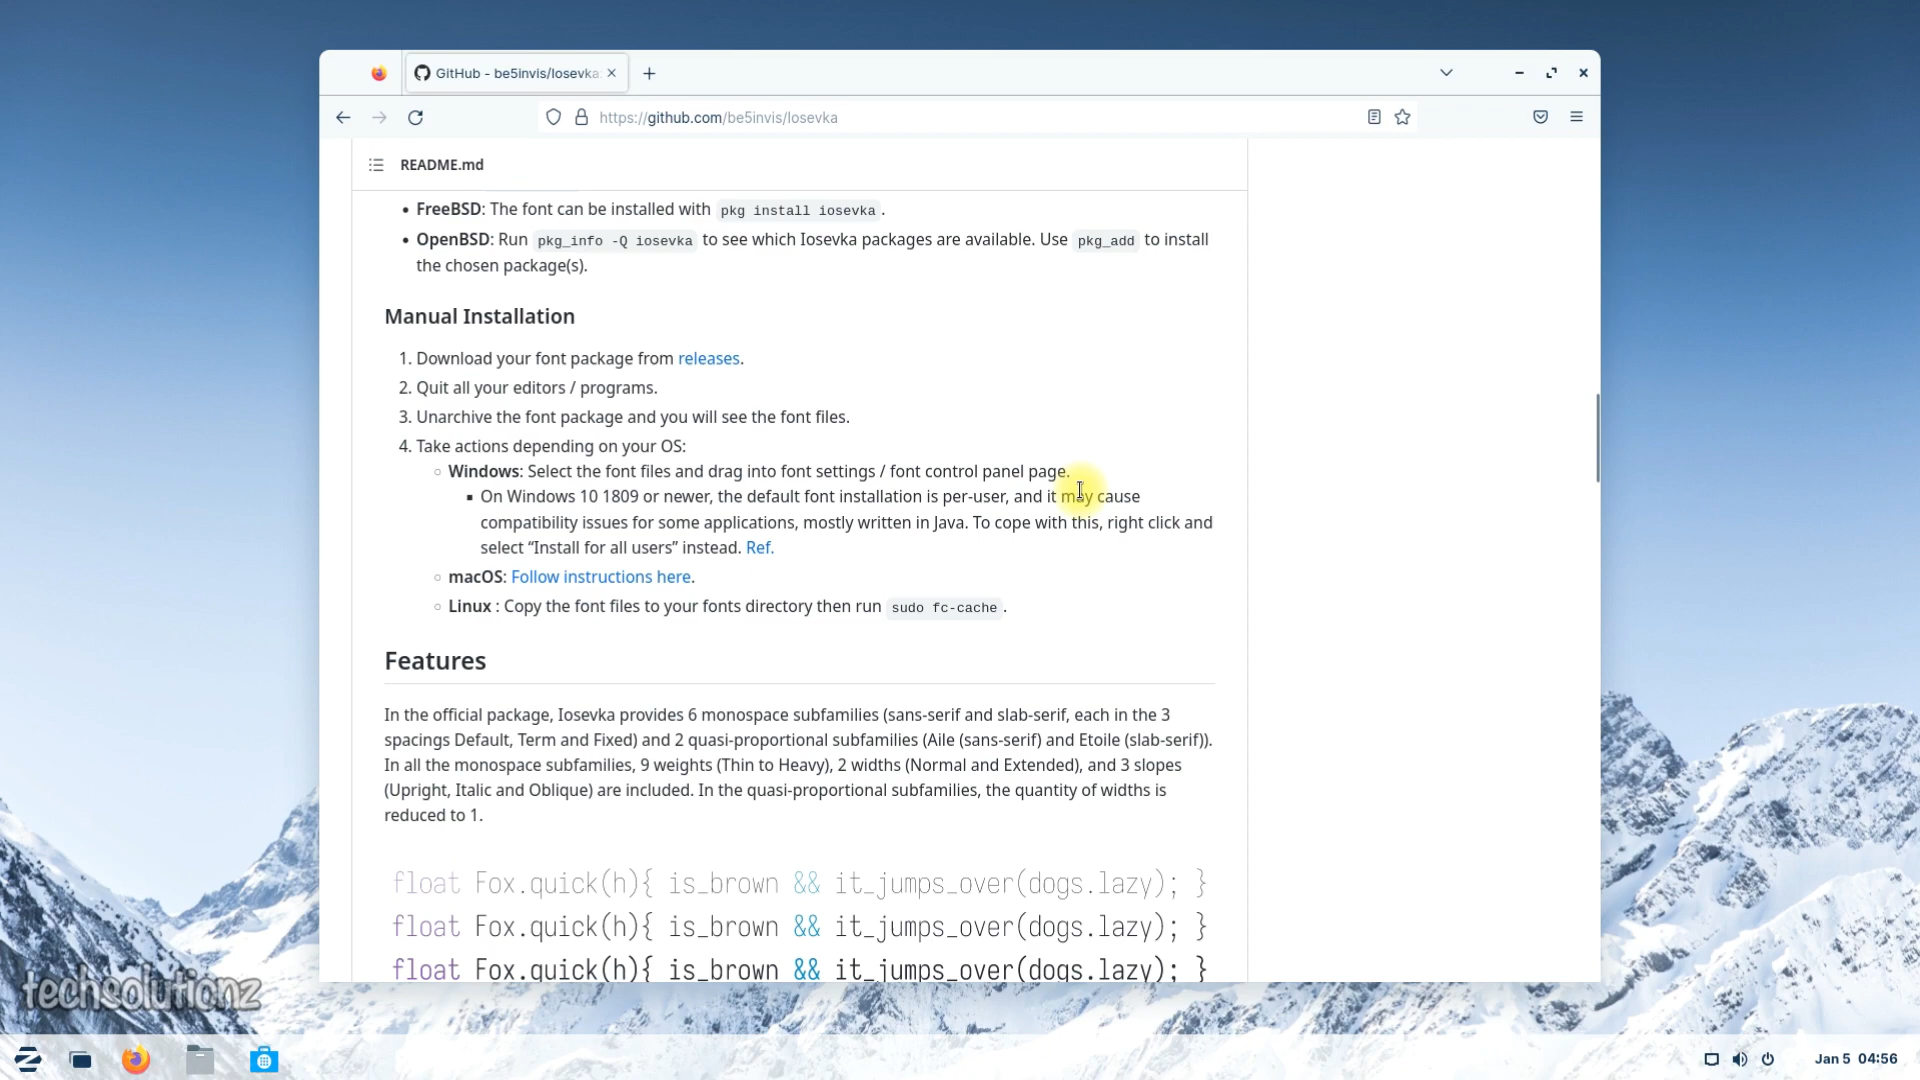 GitHub - be5invis/Iosevka
https://github.com/be5invis/Iosevka
README.md
• FreeBSD: The font can be installed with pkg install iosevka .
• OpenBSD: Run pkg_info -Q iosevka to see which Iosevka packages are available. Use pkg_add to install
the chosen package(s).
Manual Installation
1. Download your font package from releases.
2. Quit all your editors / programs.
3. Unarchive the font package and you will see the font files.
4. Take actions depending on your OS:
Windows: Select the font files and drag into font settings / font control panel page.
On Windows 10 1809 or newer, the default font installation is per-user, and it may cause
compatibility issues for some applications, mostly written in Java. To cope with this, right click and
select “Install for all users” instead. Ref.
macOS: Follow instructions here.
Linux : Copy the font files to your fonts directory then run sudo fc-cache .
Features
In the official package, Iosevka provides 6 monospace subfamilies (sans-serif and slab-serif, each in the 3
spacings Default, Term and Fixed) and 2 quasi-proportional subfamilies (Aile (sans-serif) and Etoile (slab-serif)).
In all the monospace subfamilies, 9 weights (Thin to Heavy), 2 widths (Normal and Extended), and 3 slopes
(Upright, Italic and Oblique) are included. In the quasi-proportional subfamilies, the quantity of widths is
reduced to 1.
float Fox.quick(h){ is_brown && it_jumps_over(dogs.lazy); }
float Fox.quick(h){ is_brown && it_jumps_over(dogs.lazy); }
float Fox.quick(h){ is_brown && it_jumps_over(dogs.lazy); }
techsolutionz
Jan 5 04:56